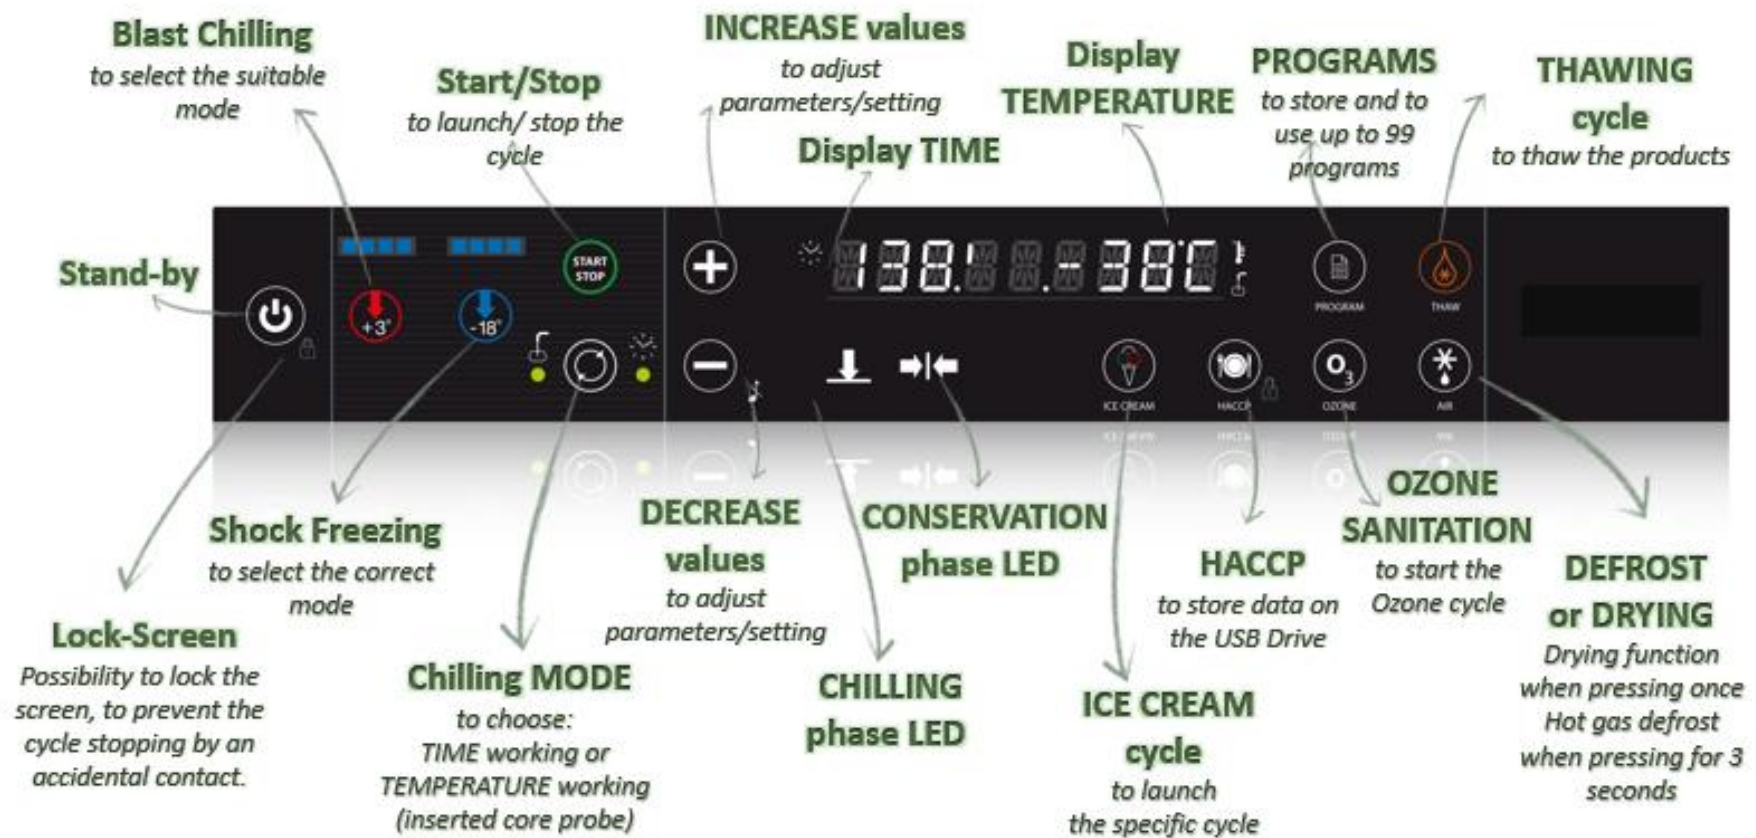 Blast Chilling
to select the suitable
mode
Start/Stop
to launch/ stop the
cycle
INCREASE values
to adjust
parameters/setting
Display TIME
Display
TEMPERATURE
PROGRAMS
to store and to
use up to 99
programs
THAWING
cycle
to thaw the products
Stand-by
START
STOP
138.' . -38°C
+3°
-18°
PROGRAM
THAW
ICE CREAM
HACCP
O3
OZONE
AIR
Lock-Screen
Possibility to lock the
screen, to prevent the
cycle stopping by an
accidental contact.
Shock Freezing
to select the correct
mode
Chilling MODE
to choose:
TIME working or
TEMPERATURE working
(inserted core probe)
DECREASE
values
to adjust
parameters/setting
CHILLING
phase LED
CONSERVATION
phase LED
ICE CREAM
cycle
to launch
the specific cycle
HACCP
to store data on
the USB Drive
OZONE
SANITATION
to start the
Ozone cycle
DEFROST
or DRYING
Drying function
when pressing once
Hot gas defrost
when pressing for 3
seconds